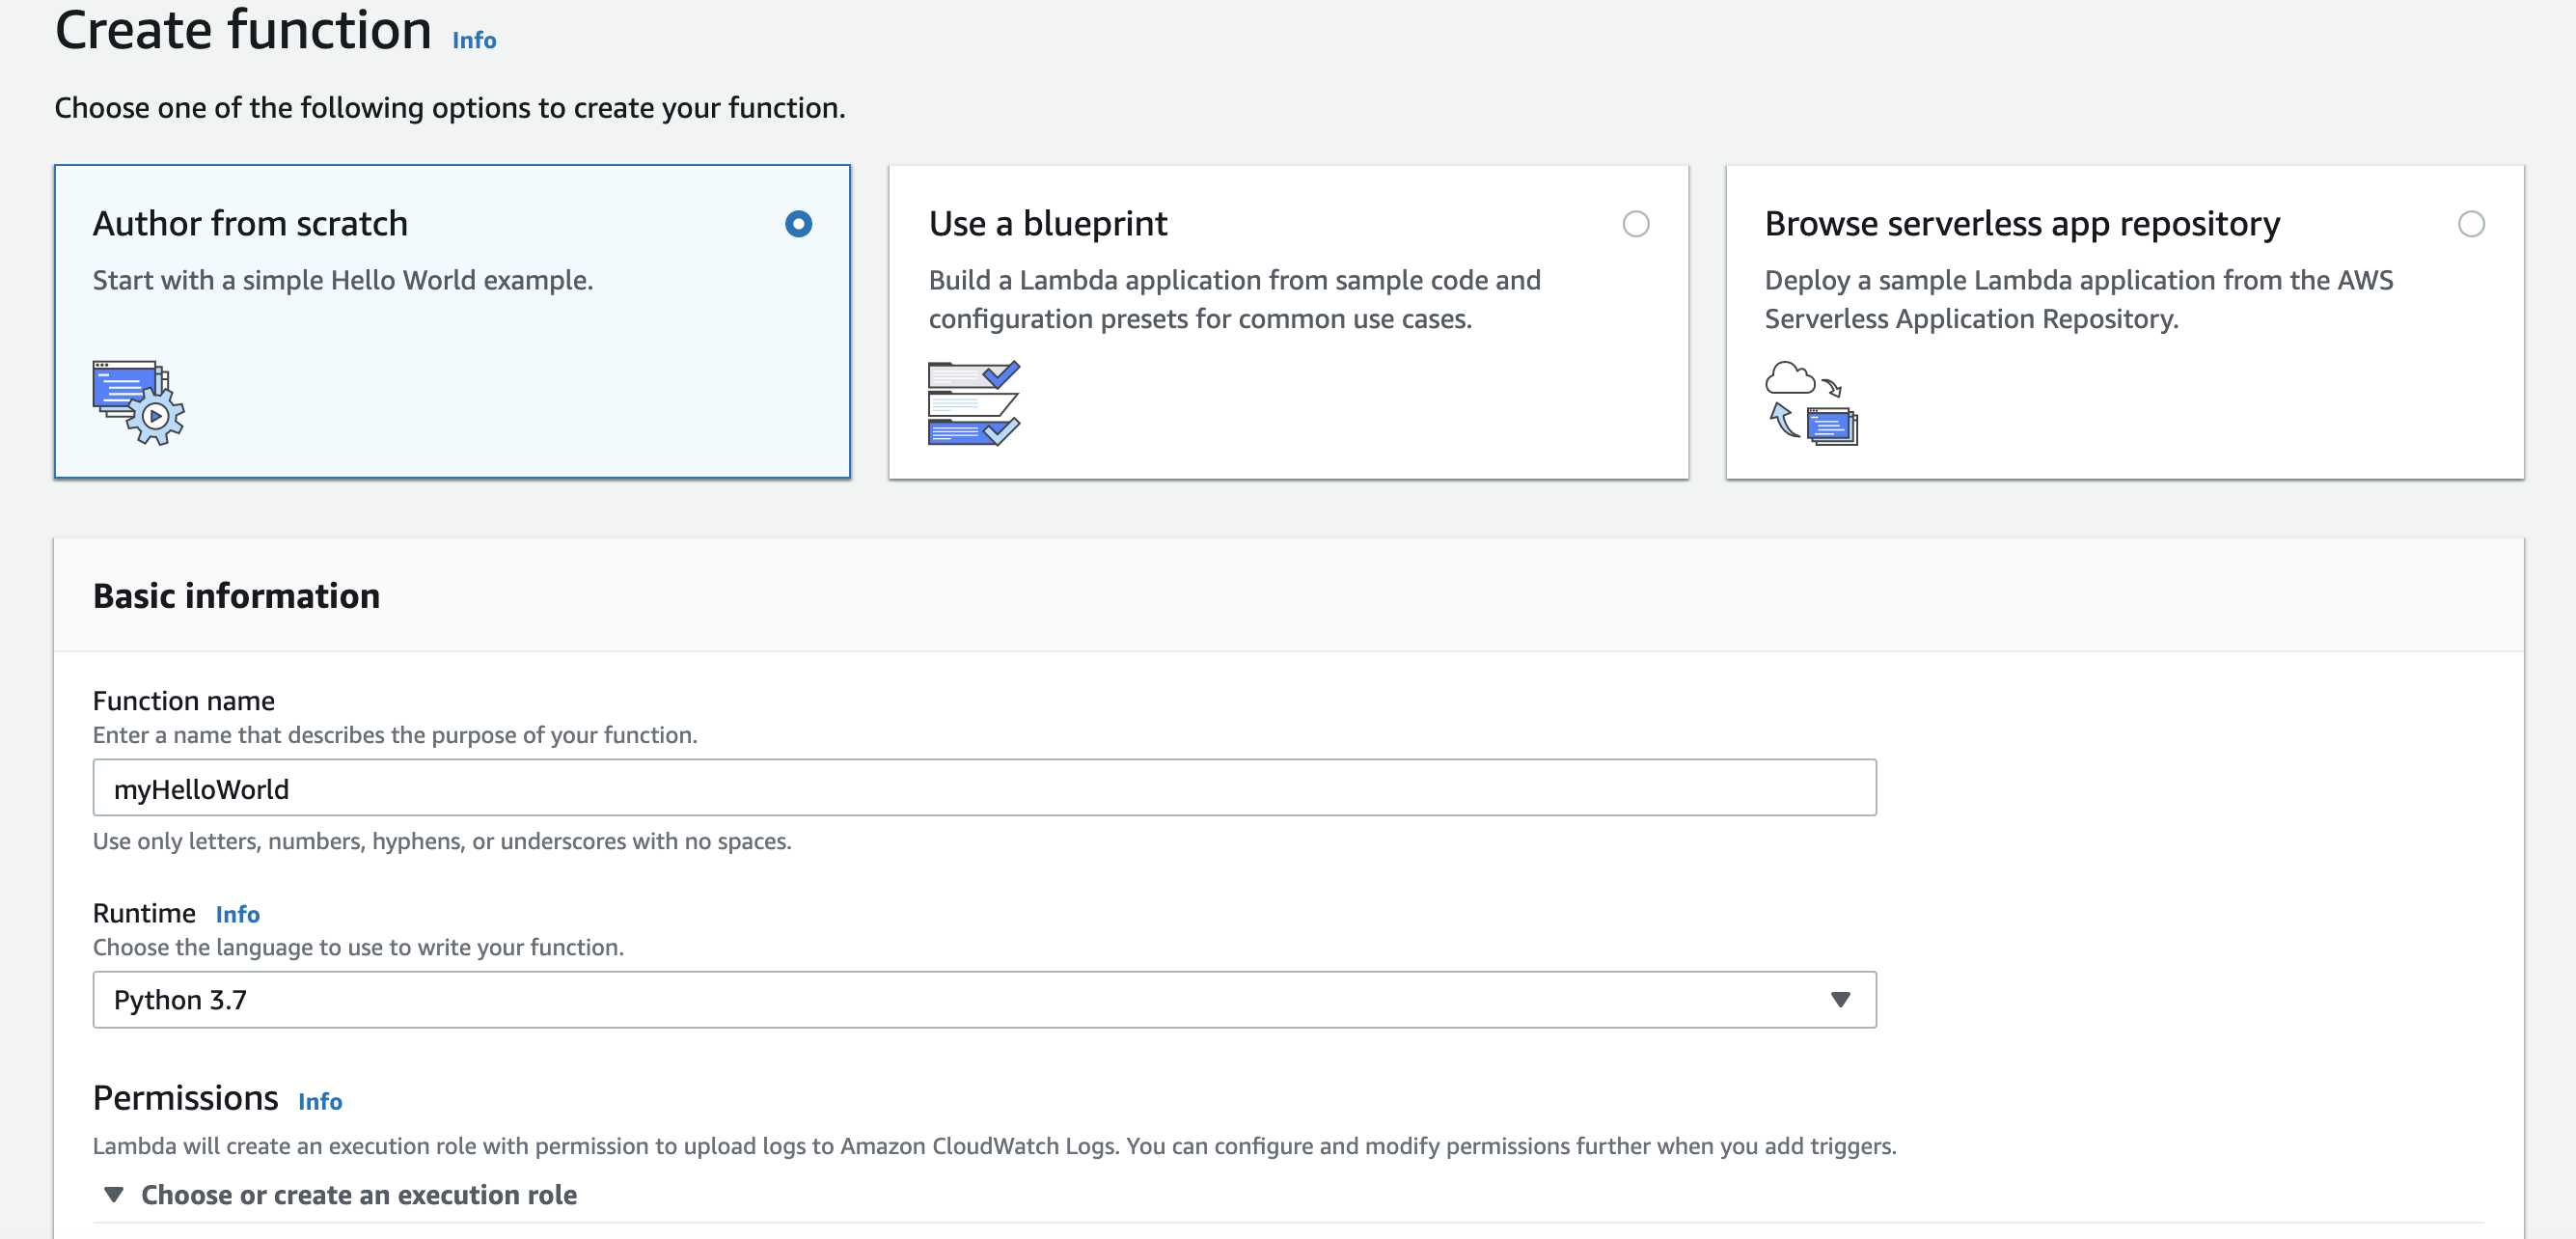 Create function Info
Choose one of the following options to create your function.
Author from scratch
Start with a simple Hello World example.
Use a blueprint
Build a Lambda application from sample code and
configuration presets for common use cases.
Browse serverless app repository
Deploy a sample Lambda application from the AWS
Serverless Application Repository.
Basic information
Function name
Enter a name that describes the purpose of your function.
myHelloWorld
Use only letters, numbers, hyphens, or underscores with no spaces.
Runtime Info
Choose the language to use to write your function.
Python 3.7
Permissions Info
Lambda will create an execution role with permission to upload logs to Amazon CloudWatch Logs. You can configure and modify permissions further when you add triggers.
Choose or create an execution role